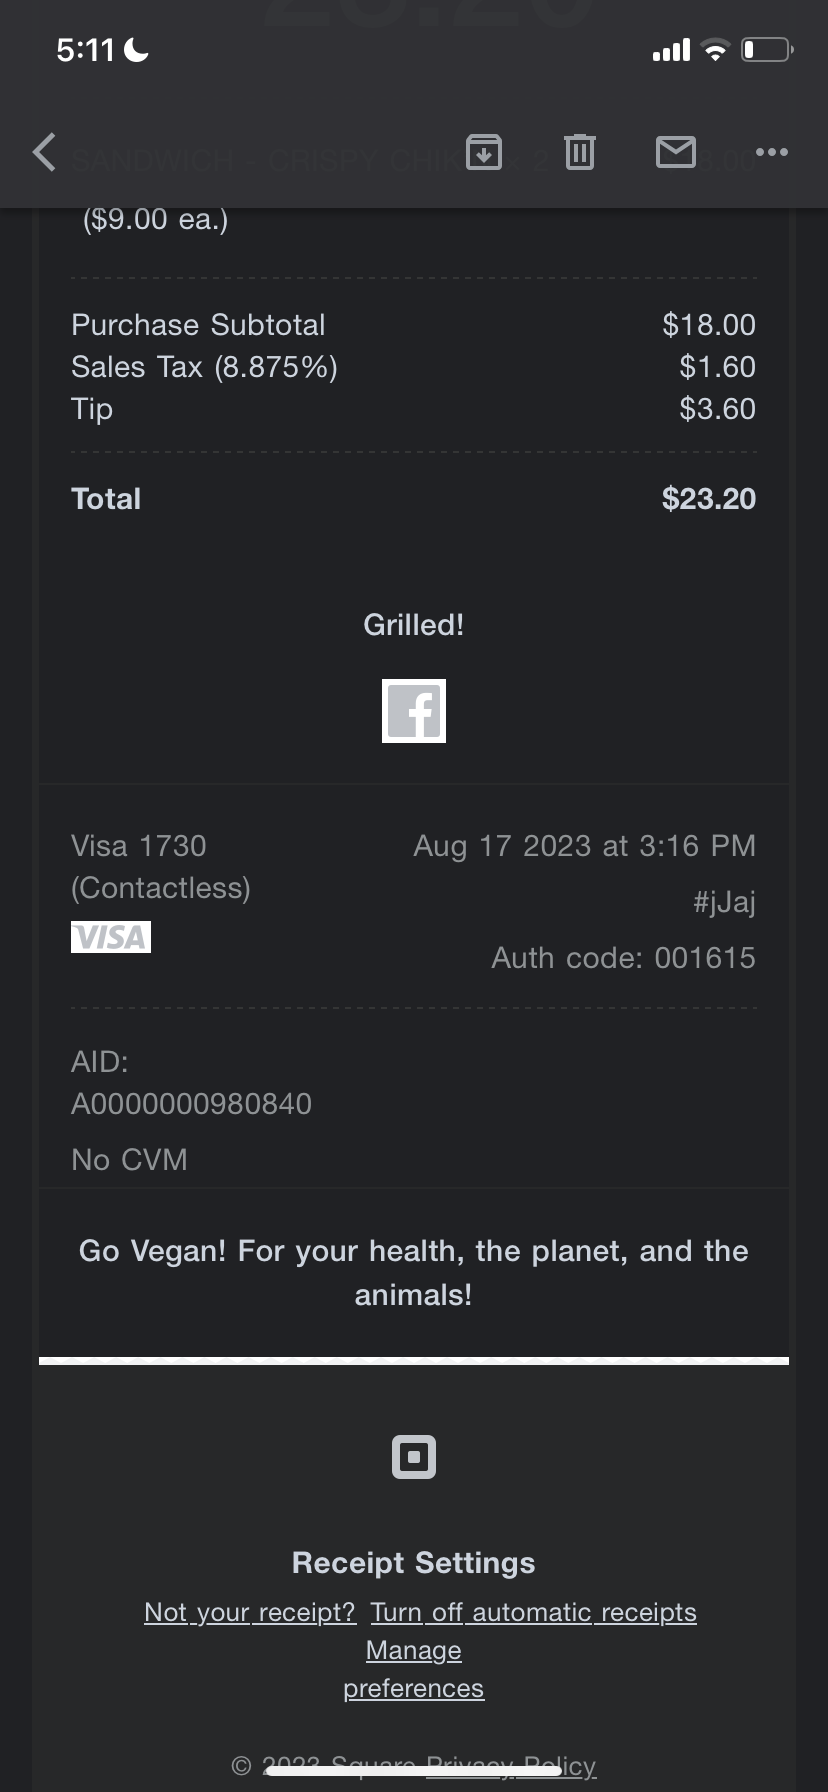 23.20
5:11
SANDWICH - CRISPY CHIK x 2 8.00
($9.00 ea.)
Purchase Subtotal $18.00
Sales Tax (8.875%) $1.60
Tip $3.60
Total $23.20
Grilled!
Visa 1730 Aug 17 2023 at 3:16 PM
(Contactless)
#jJaj
VISA
Auth code: 001615
AID:
A0000000980840
No CVM
Go Vegan! For your health, the planet, and the
animals!
Receipt Settings
Not your receipt? Turn off automatic receipts
Manage
preferences
© 2023 Square Privacy Policy